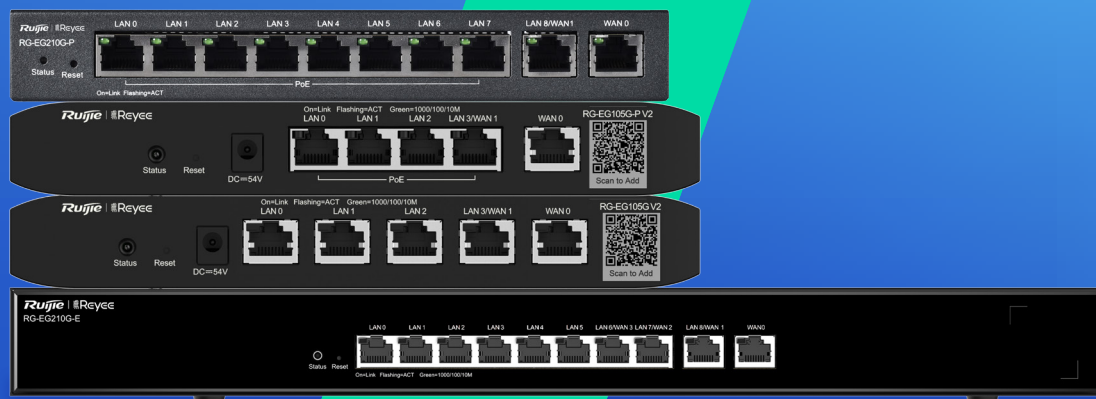 Ruijie | Reyee
RG-EG210G-P
LAN 0 LAN 1 LAN 2 LAN 3 LAN 4 LAN 5 LAN 6 LAN 7 LAN 8/WAN1 WAN 0
Status Reset
PoE
On=Link Flashing=ACT
Ruijie | Reyee
On=Link Flashing=ACT Green=1000/100/10M
LAN 0 LAN 1 LAN 2 LAN 3/WAN 1 WAN 0
RG-EG105G-P V2
Status Reset
DC⎓54V
PoE
Scan to Add
Ruijie | Reyee
On=Link Flashing=ACT Green=1000/100/10M
LAN 0 LAN 1 LAN 2 LAN 3/WAN 1 WAN 0
RG-EG105G V2
Status Reset
DC⎓54V
Scan to Add
Ruijie | Reyee
RG-EG210G-E
LAN 0 LAN 1 LAN 2 LAN 3 LAN 4 LAN 5 LAN 6/WAN 3 LAN 7/WAN 2 LAN 8/WAN 1 WAN0
Status Reset
On=Link Flashing=ACT Green=1000/100/10M